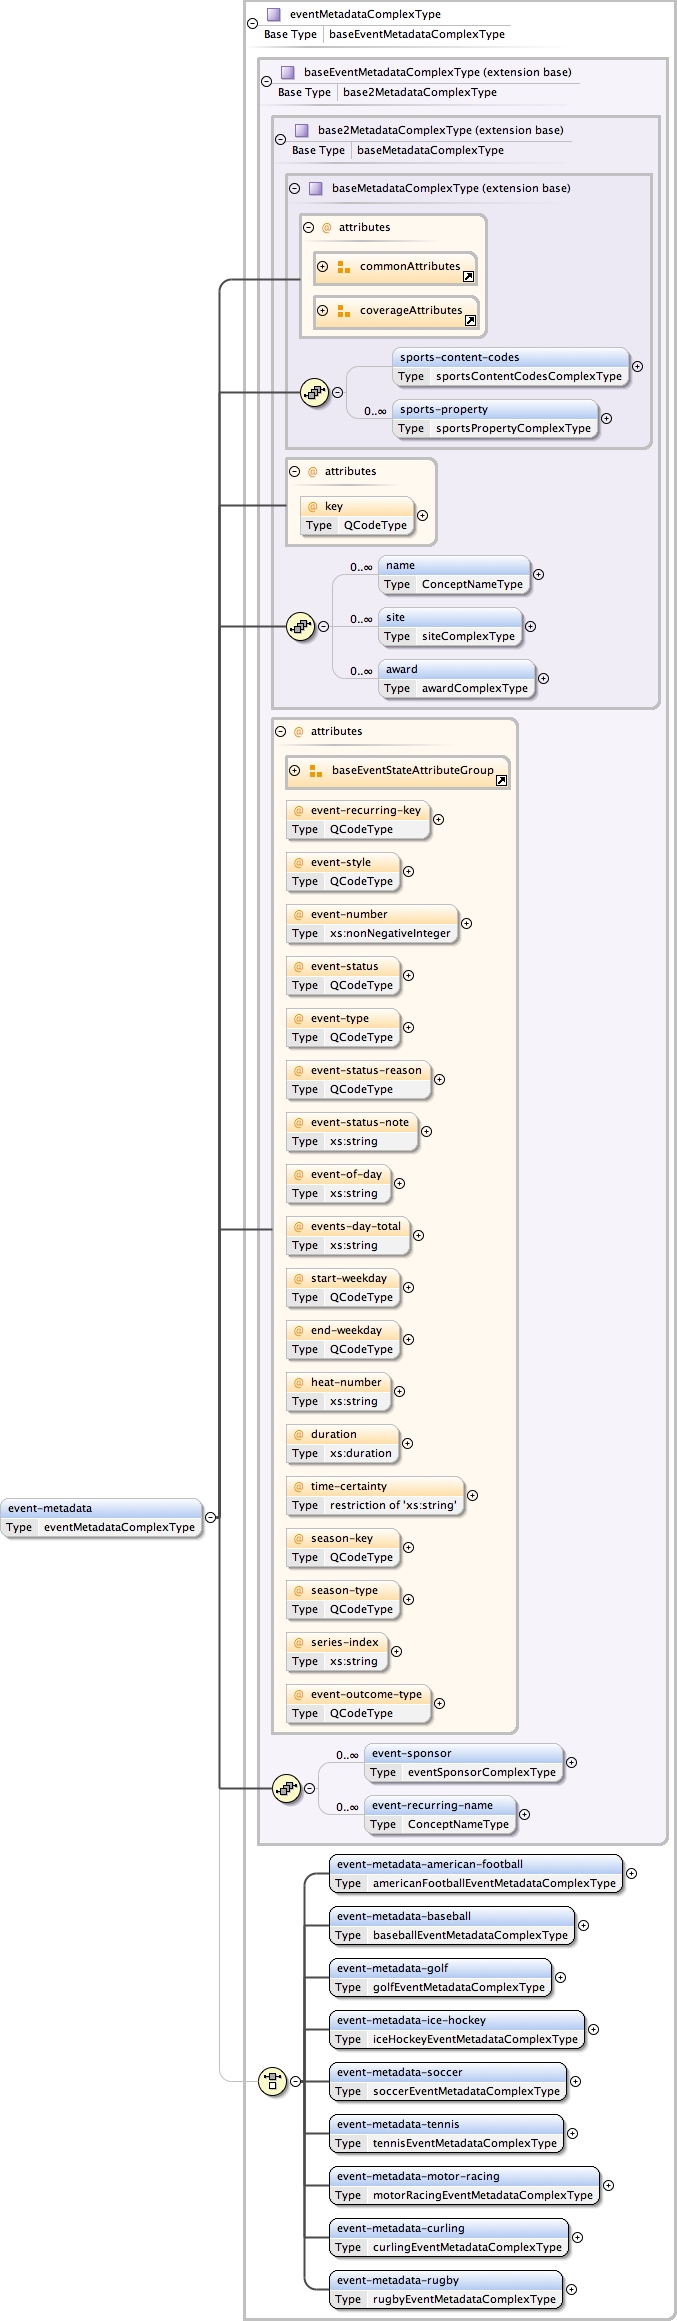 eventMetadataComplexType
Base Type baseEventMetadataComplexType
baseEventMetadataComplexType (extension base)
Base Type base2MetadataComplexType
base2MetadataComplexType (extension base)
Base Type baseMetadataComplexType
baseMetadataComplexType (extension base)
@ attributes
commonAttributes
coverageAttributes
sports-content-codes
Type sportsContentCodesComplexType
0..∞ sports-property
Type sportsPropertyComplexType
@ attributes
@ key
Type QCodeType
0..∞ name
Type ConceptNameType
0..∞ site
Type siteComplexType
0..∞ award
Type awardComplexType
@ attributes
baseEventStateAttributeGroup
@ event-recurring-key
Type QCodeType
@ event-style
Type QCodeType
@ event-number
Type xs:nonNegativeInteger
@ event-status
Type QCodeType
@ event-type
Type QCodeType
@ event-status-reason
Type QCodeType
@ event-status-note
Type xs:string
@ event-of-day
Type xs:string
@ events-day-total
Type xs:string
@ start-weekday
Type QCodeType
@ end-weekday
Type QCodeType
@ heat-number
Type xs:string
@ duration
Type xs:duration
@ time-certainty
Type restriction of 'xs:string'
event-metadata
Type eventMetadataComplexType
@ season-key
Type QCodeType
@ season-type
Type QCodeType
@ series-index
Type xs:string
@ event-outcome-type
Type QCodeType
0..∞ event-sponsor
Type eventSponsorComplexType
0..∞ event-recurring-name
Type ConceptNameType
event-metadata-american-football
Type americanFootballEventMetadataComplexType
event-metadata-baseball
Type baseballEventMetadataComplexType
event-metadata-golf
Type golfEventMetadataComplexType
event-metadata-ice-hockey
Type iceHockeyEventMetadataComplexType
event-metadata-soccer
Type soccerEventMetadataComplexType
event-metadata-tennis
Type tennisEventMetadataComplexType
event-metadata-motor-racing
Type motorRacingEventMetadataComplexType
event-metadata-curling
Type curlingEventMetadataComplexType
event-metadata-rugby
Type rugbyEventMetadataComplexType